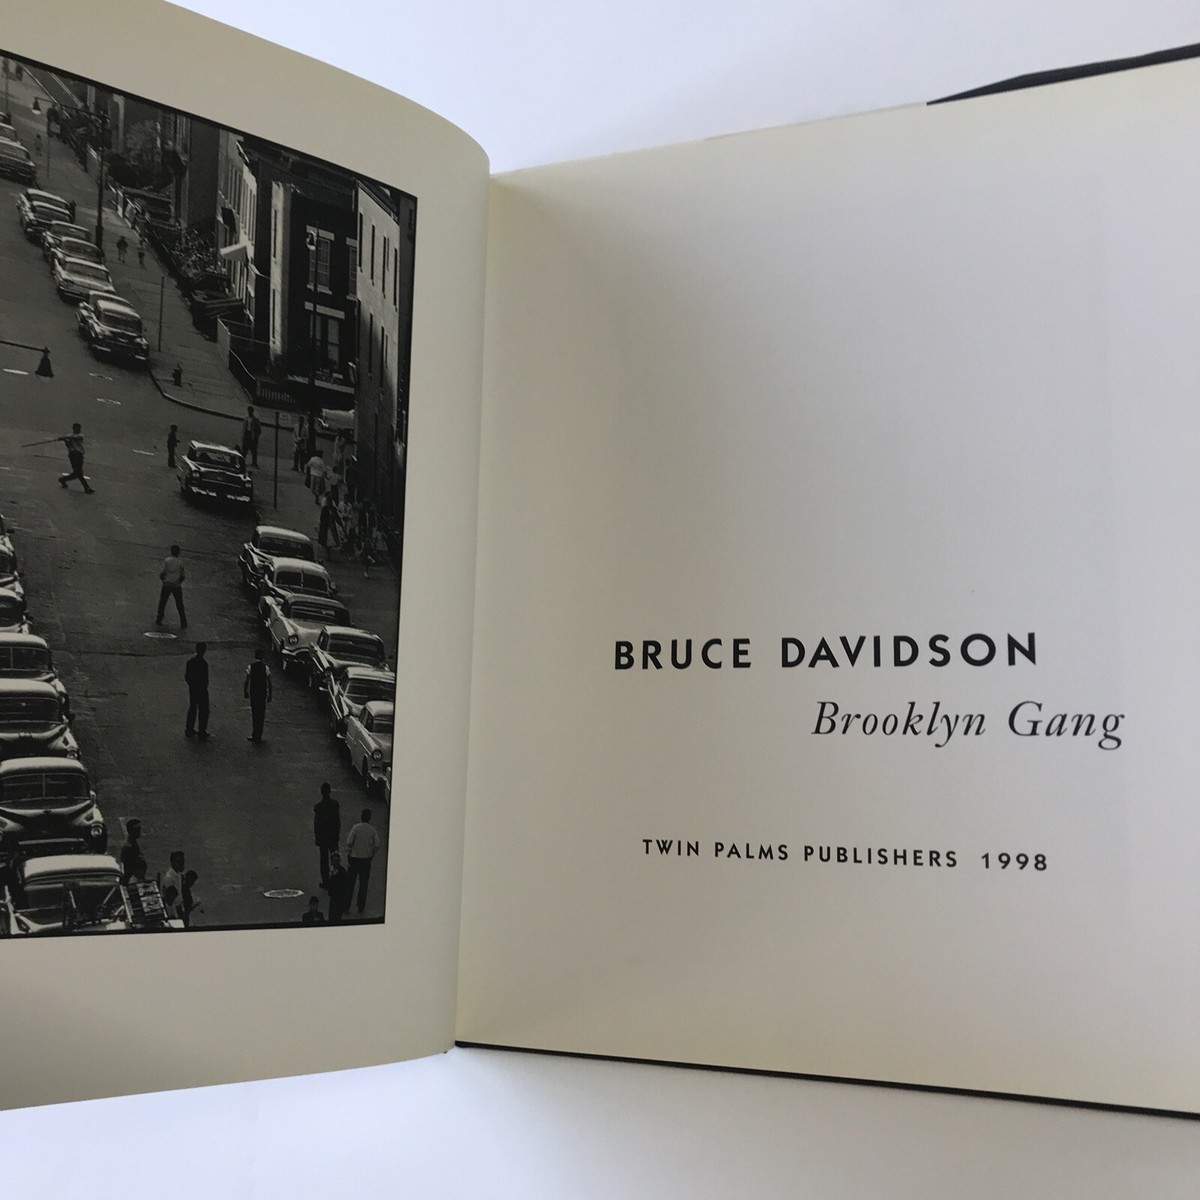 BRUCE DAVIDSON
Brooklyn Gang
TWIN PALMS PUBLISHERS 1998